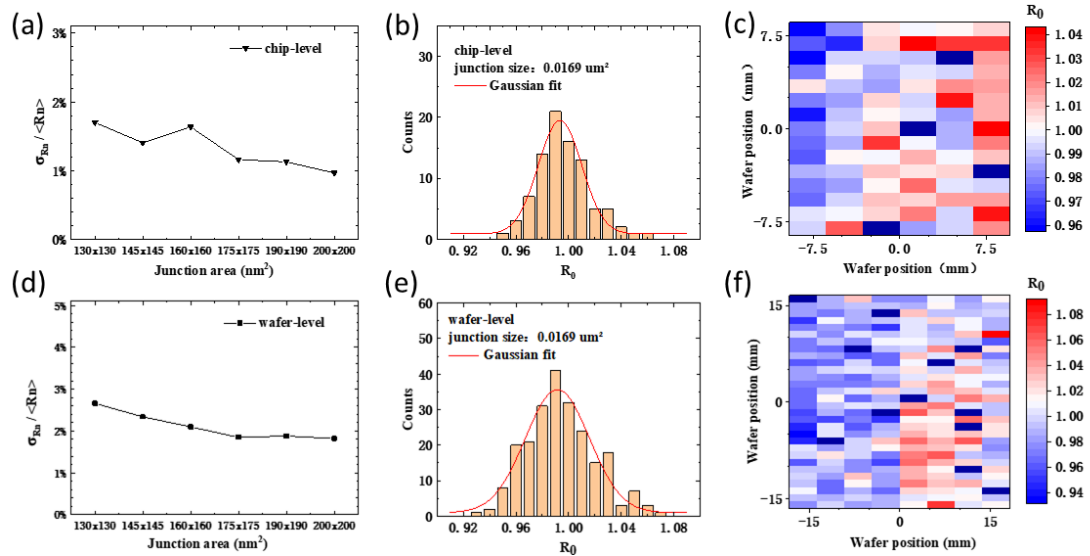 (a)
3%
2%
1%
0%
σRn / <Rn>
chip-level
130x130 145x145 160x160 175x175 190x190 200x200
Junction area (nm²)
(b)
30
20
10
0
Counts
chip-level
junction size: 0.0169 um²
Gaussian fit
0.96 1.00 1.04 1.08
R0
(c)
7.5
0.0
-7.5
Wafer position (mm)
-7.5 0.0 7.5
Wafer position (mm)
R0
1.04
1.03
1.02
1.01
1.00
0.99
0.98
0.97
0.96
(d)
5%
4%
3%
2%
1%
0%
σRn / <Rn>
wafer-level
130x130 145x145 160x160 175x175 190x190 200x200
Junction area (nm²)
(e)
60
50
40
30
20
10
0
Counts
wafer-level
junction size: 0.0169 um²
Gaussian fit
0.96 1.00 1.04 1.08
R0
(f)
15
0
-15
Wafer position (mm)
-15 0 15
Wafer position (mm)
R0
1.08
1.06
1.04
1.02
1.00
0.98
0.96
0.94